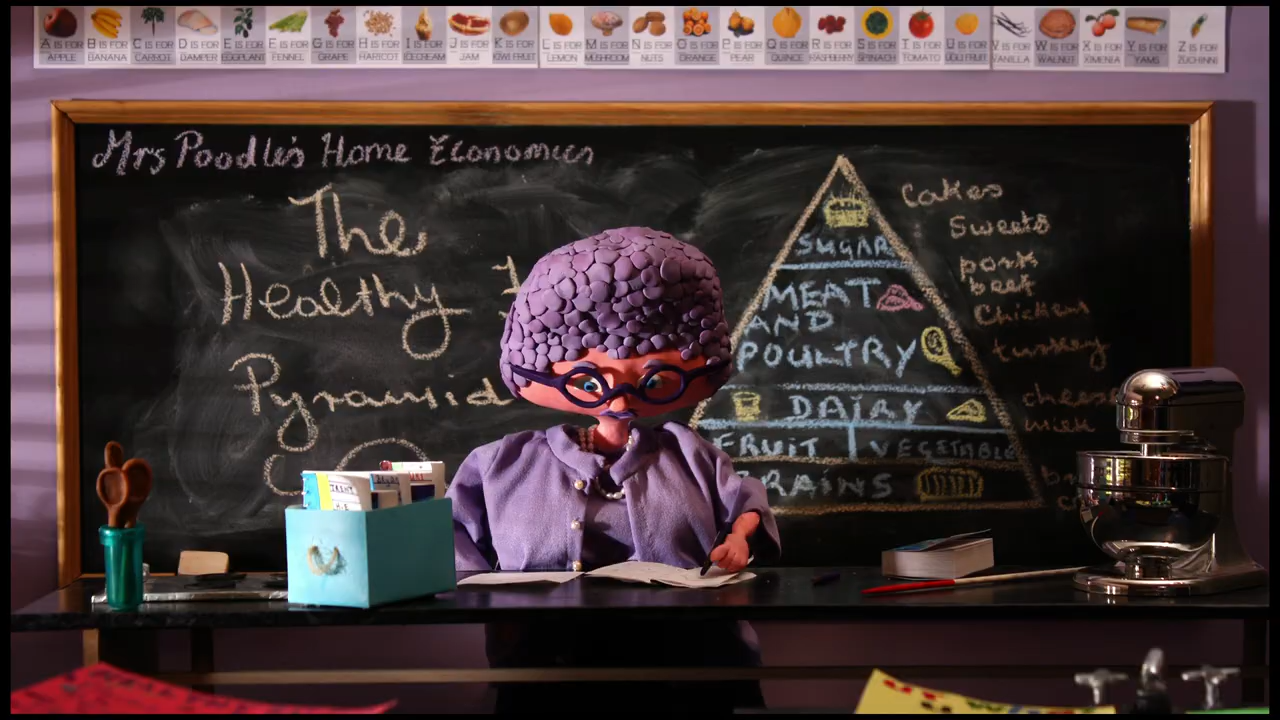 A IS FOR APPLE
B IS FOR BANANA
C IS FOR CARROT
D IS FOR DAMPER
E IS FOR EGGPLANT
F IS FOR FENNEL
G IS FOR GRAPE
H IS FOR HARICOT
I IS FOR ICECREAM
J IS FOR JAM
K IS FOR KIWI FRUIT
L IS FOR LEMON
M IS FOR MUSHROOM
N IS FOR NUTS
O IS FOR ORANGE
P IS FOR PEAR
Q IS FOR QUINCE
R IS FOR RASPBERRY
S IS FOR SPINACH
T IS FOR TOMATO
U IS FOR UGLI FRUIT
V IS FOR VANILLA
W IS FOR WALNUT
X IS FOR XIMENIA
Y IS FOR YAMS
Z IS FOR ZUCHINNI
Mrs Poodle's Home Economics
The
Healthy
Pyramid
SUGAR
MEAT
AND
POULTRY
DAIRY
FRUIT VEGETABLE
RAINS
Cakes
Sweets
pork
beef
Chicken
turkey
cheese
milk